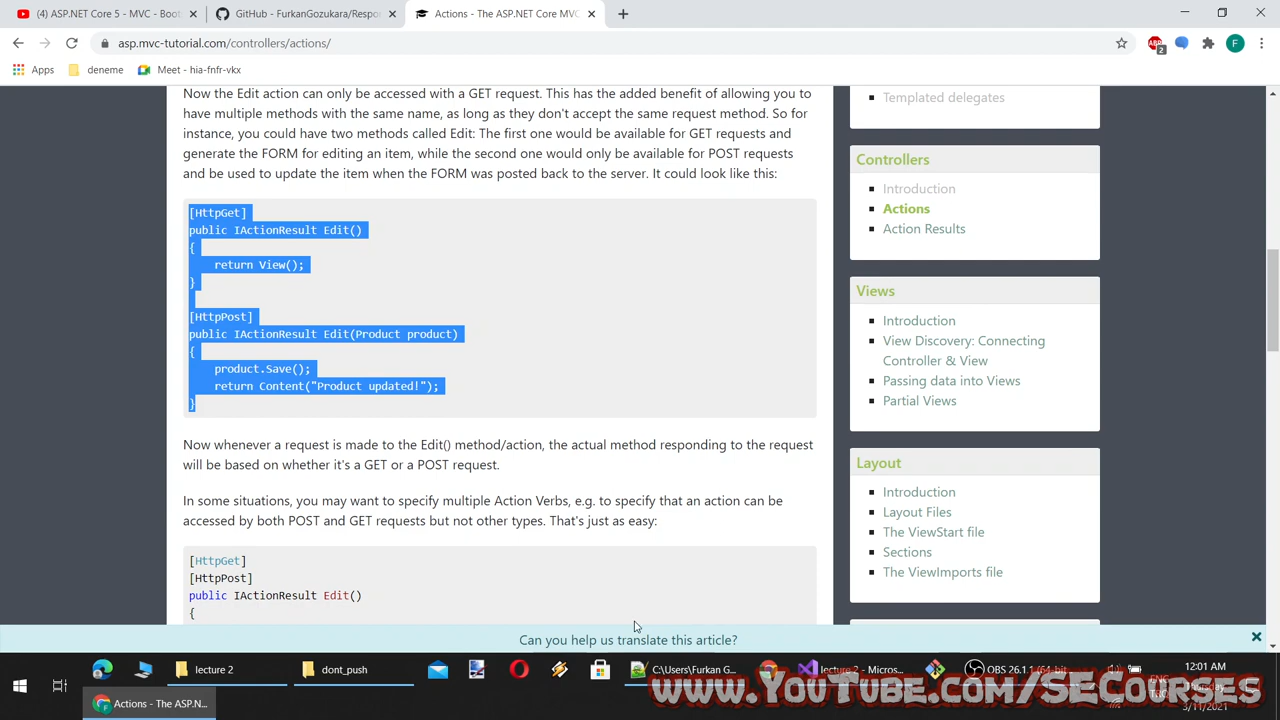 (4) ASP.NET Core 5 - MVC - Boot
GitHub - FurkanGozukara/Respo
Actions - The ASP.NET Core MVC
asp.mvc-tutorial.com/controllers/actions/
Apps
deneme
Meet - hia-fnfr-vkx
ABP
2
F
Now the Edit action can only be accessed with a GET request. This has the added benefit of allowing you to
have multiple methods with the same name, as long as they don't accept the same request method. So for
instance, you could have two methods called Edit: The first one would be available for GET requests and
generate the FORM for editing an item, while the second one would only be available for POST requests
and be used to update the item when the FORM was posted back to the server. It could look like this:
[HttpGet]
public IActionResult Edit()
{
return View();
}
[HttpPost]
public IActionResult Edit(Product product)
{
product.Save();
return Content("Product updated!");
}
Now whenever a request is made to the Edit() method/action, the actual method responding to the request
will be based on whether it's a GET or a POST request.
In some situations, you may want to specify multiple Action Verbs, e.g. to specify that an action can be
accessed by both POST and GET requests but not other types. That's just as easy:
[HttpGet]
[HttpPost]
public IActionResult Edit()
{
Templated delegates
Controllers
Introduction
Actions
Action Results
Views
Introduction
View Discovery: Connecting
Controller & View
Passing data into Views
Partial Views
Layout
Introduction
Layout Files
The ViewStart file
Sections
The ViewImports file
Can you help us translate this article?
lecture 2
dont_push
C:\Users\Furkan G...
lecture 2 - Micros...
OBS 26.1.1 (64-bit...
ENG
12:01 AM
Thursday
3/11/2021
Actions - The ASP.N...
www.YouTube.com/SECourses